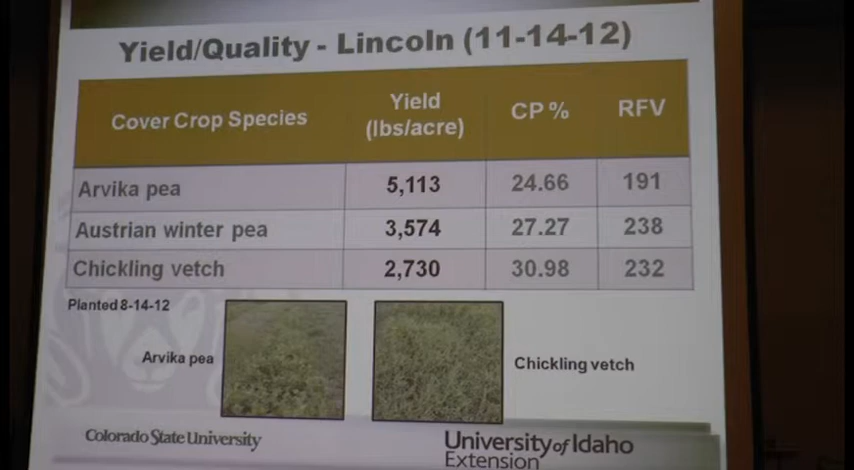 Yield/Quality - Lincoln (11-14-12)
Cover Crop Species Yield (lbs/acre) CP % RFV
Arvika pea 5,113 24.66 191
Austrian winter pea 3,574 27.27 238
Chickling vetch 2,730 30.98 232
Planted 8-14-12
Arvika pea
Chickling vetch
Colorado State University
University of Idaho
Extension